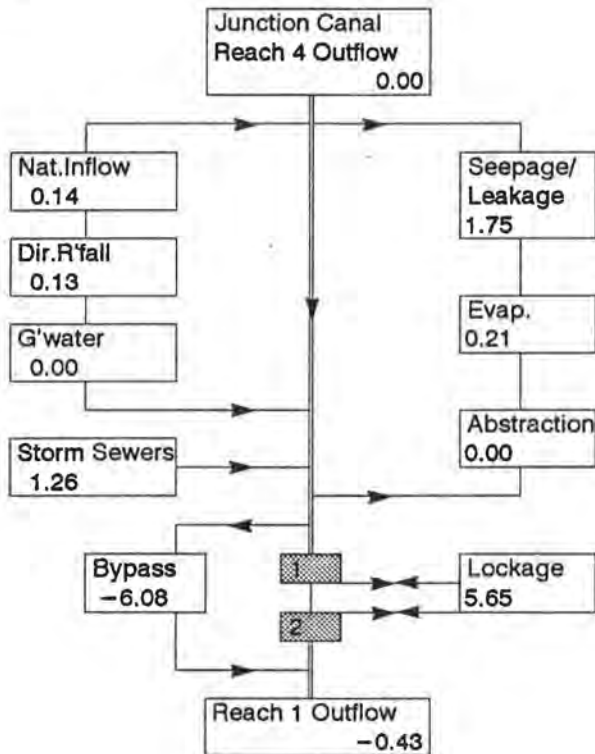 Junction Canal
Reach 4 Outflow
0.00
Nat.Inflow
0.14
Dir.R'fall
0.13
G'water
0.00
Storm Sewers
1.26
Seepage/
Leakage
1.75
Evap.
0.21
Abstraction
0.00
Bypass
−6.08
1
2
Lockage
5.65
Reach 1 Outflow
−0.43